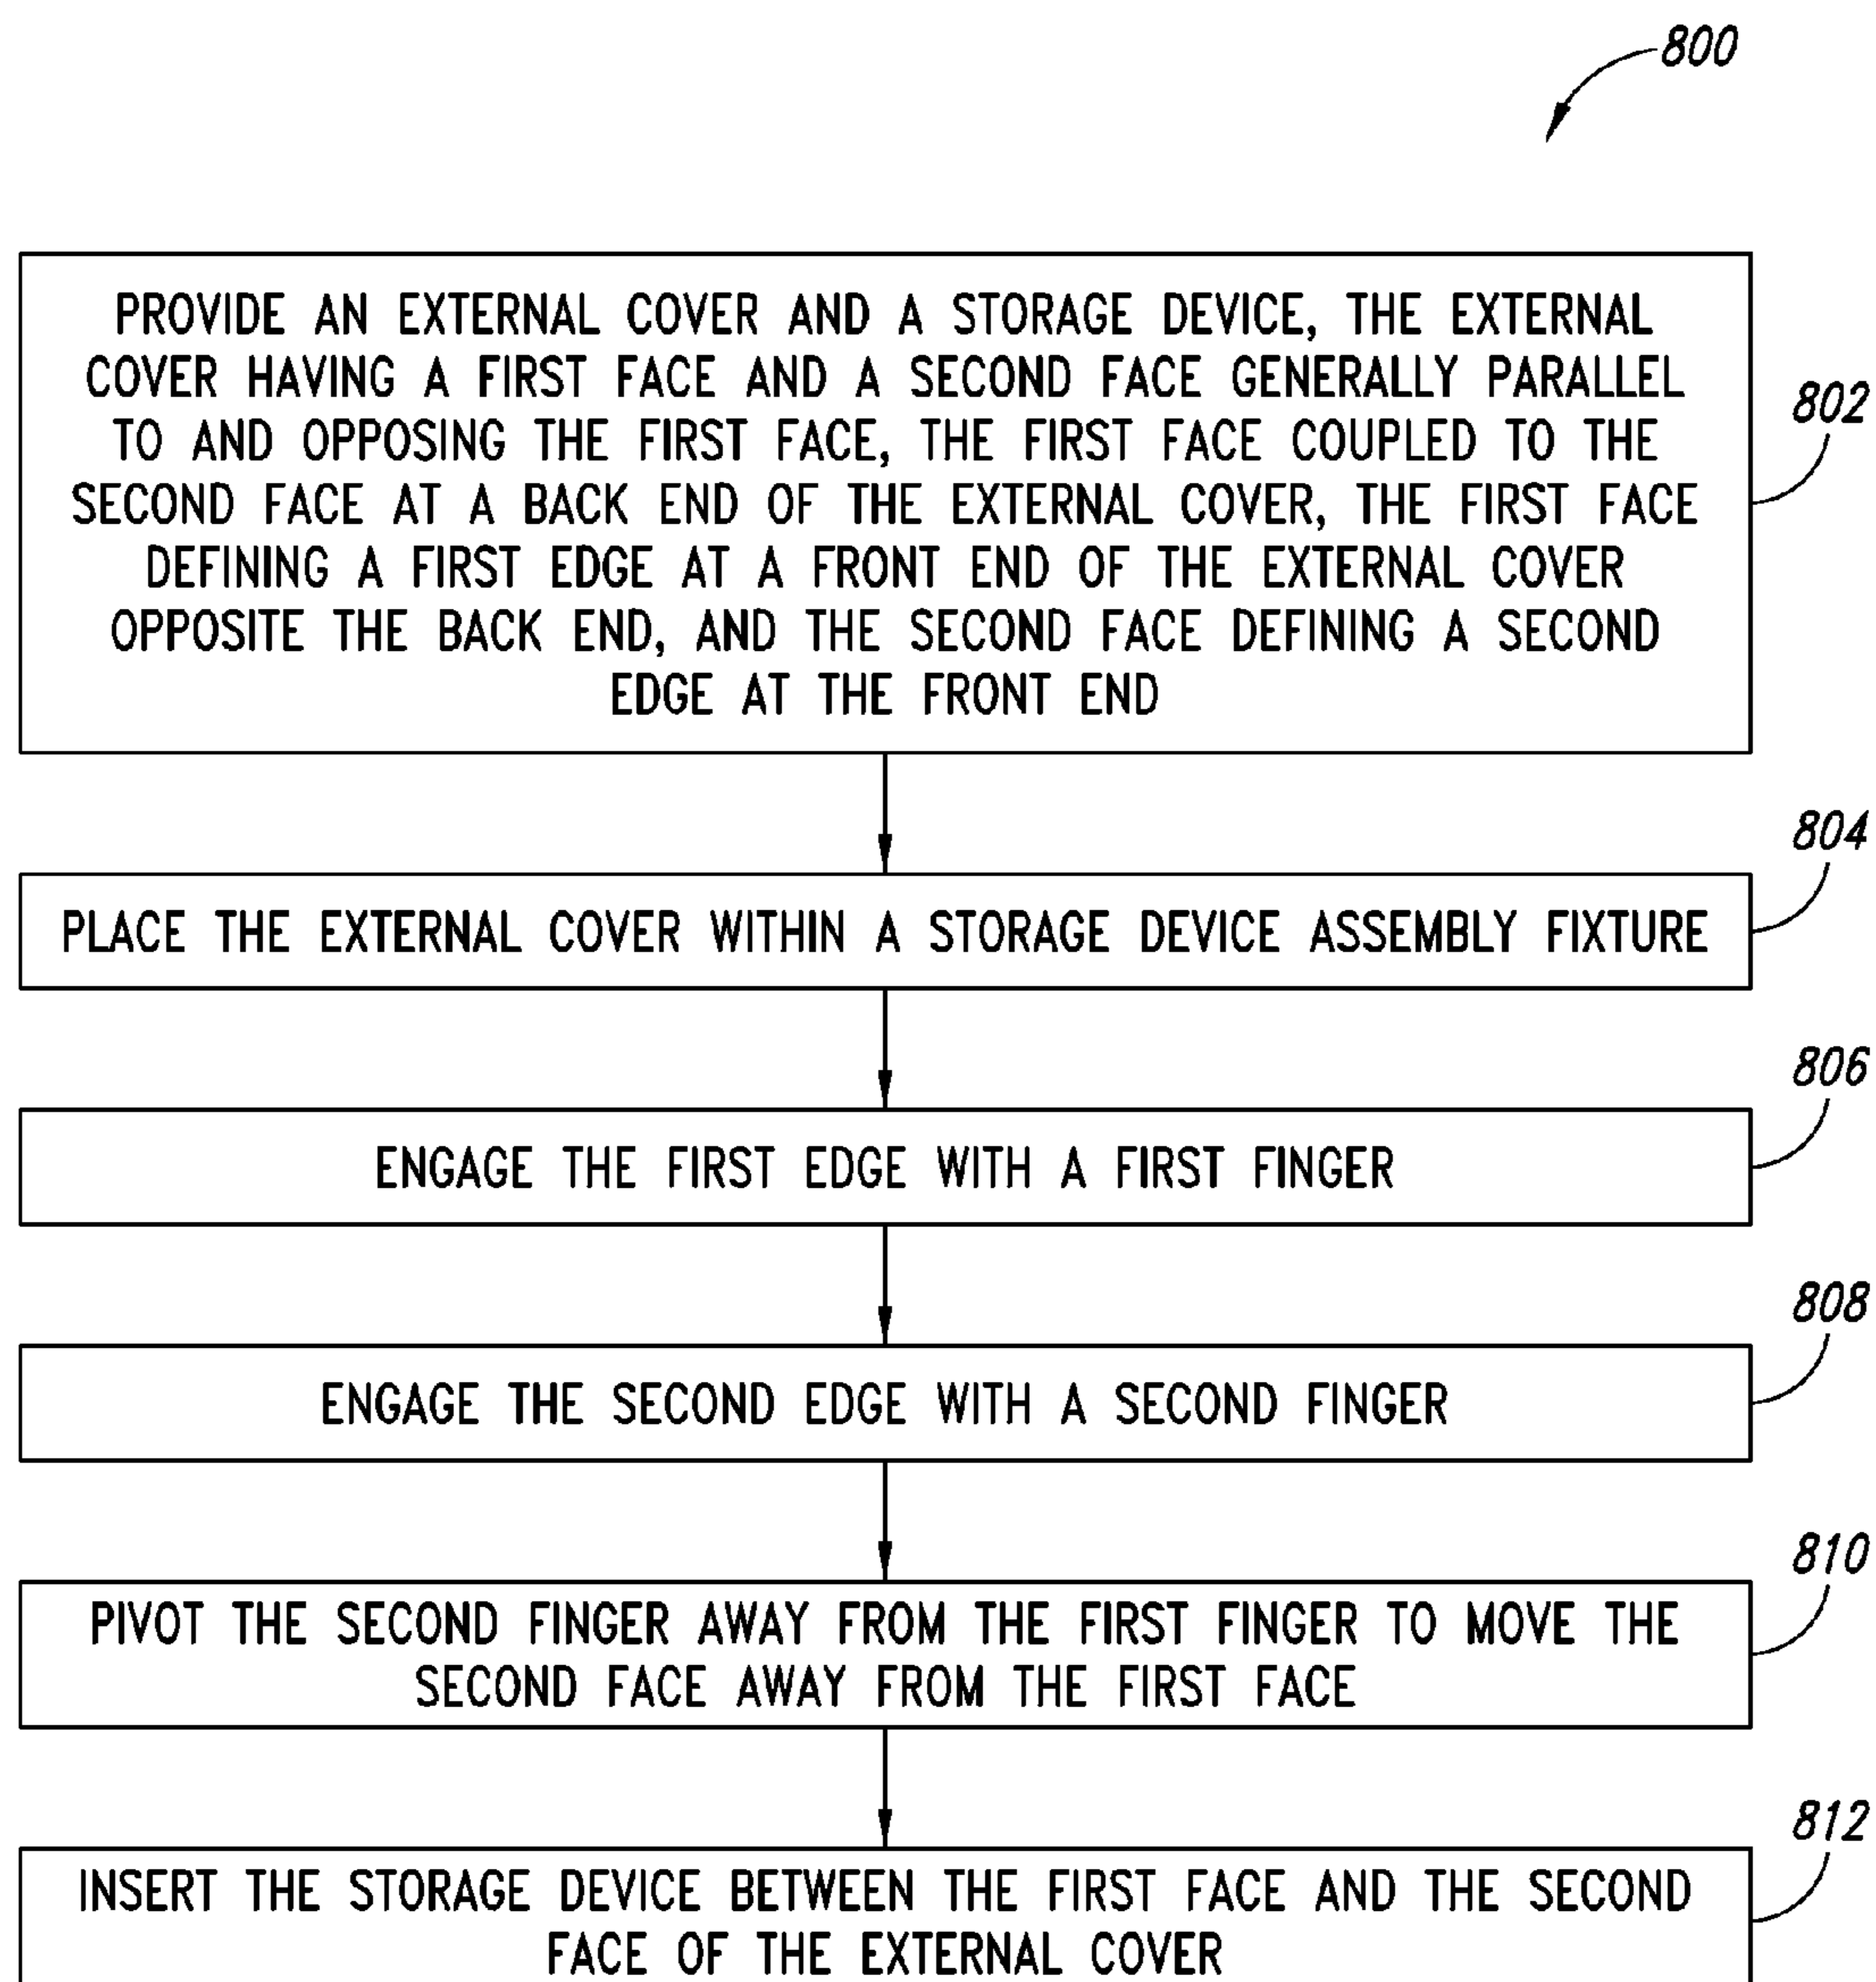 800
PROVIDE AN EXTERNAL COVER AND A STORAGE DEVICE, THE EXTERNAL
COVER HAVING A FIRST FACE AND A SECOND FACE GENERALLY PARALLEL
TO AND OPPOSING THE FIRST FACE, THE FIRST FACE COUPLED TO THE
SECOND FACE AT A BACK END OF THE EXTERNAL COVER, THE FIRST FACE
DEFINING A FIRST EDGE AT A FRONT END OF THE EXTERNAL COVER
OPPOSITE THE BACK END, AND THE SECOND FACE DEFINING A SECOND
EDGE AT THE FRONT END
802
PLACE THE EXTERNAL COVER WITHIN A STORAGE DEVICE ASSEMBLY FIXTURE
804
ENGAGE THE FIRST EDGE WITH A FIRST FINGER
806
ENGAGE THE SECOND EDGE WITH A SECOND FINGER
808
PIVOT THE SECOND FINGER AWAY FROM THE FIRST FINGER TO MOVE THE
SECOND FACE AWAY FROM THE FIRST FACE
810
INSERT THE STORAGE DEVICE BETWEEN THE FIRST FACE AND THE SECOND
FACE OF THE EXTERNAL COVER
812